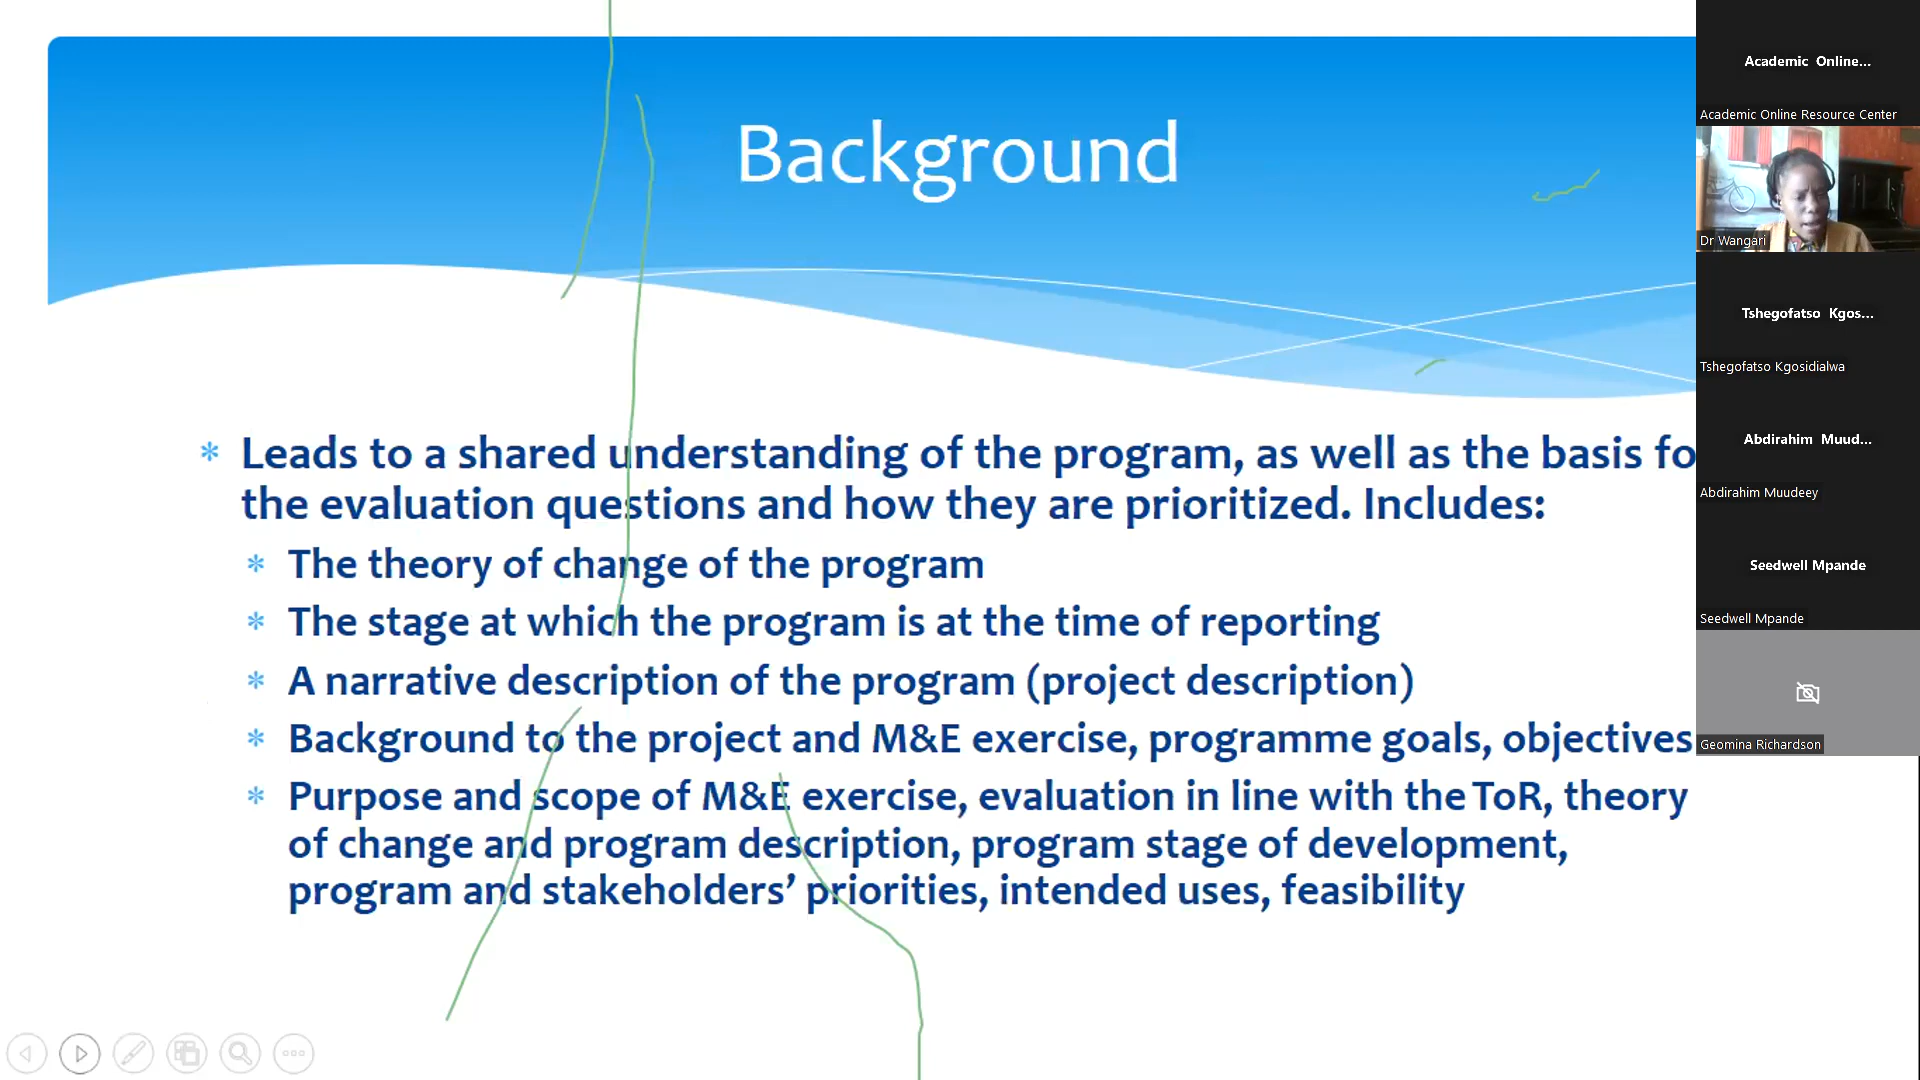 Background
* Leads to a shared understanding of the program, as well as the basis fo
the evaluation questions and how they are prioritized. Includes:
* The theory of change of the program
* The stage at which the program is at the time of reporting
* A narrative description of the program (project description)
* Background to the project and M&E exercise, programme goals, objectives
* Purpose and scope of M&E exercise, evaluation in line with the ToR, theory
of change and program description, program stage of development,
program and stakeholders’ priorities, intended uses, feasibility
Academic Online...
Academic Online Resource Center
Dr Wangari
Tshegofatso Kgos...
Tshegofatso Kgosidialwa
Abdirahim Muud...
Abdirahim Muudeey
Seedwell Mpande
Seedwell Mpande
Geomina Richardson